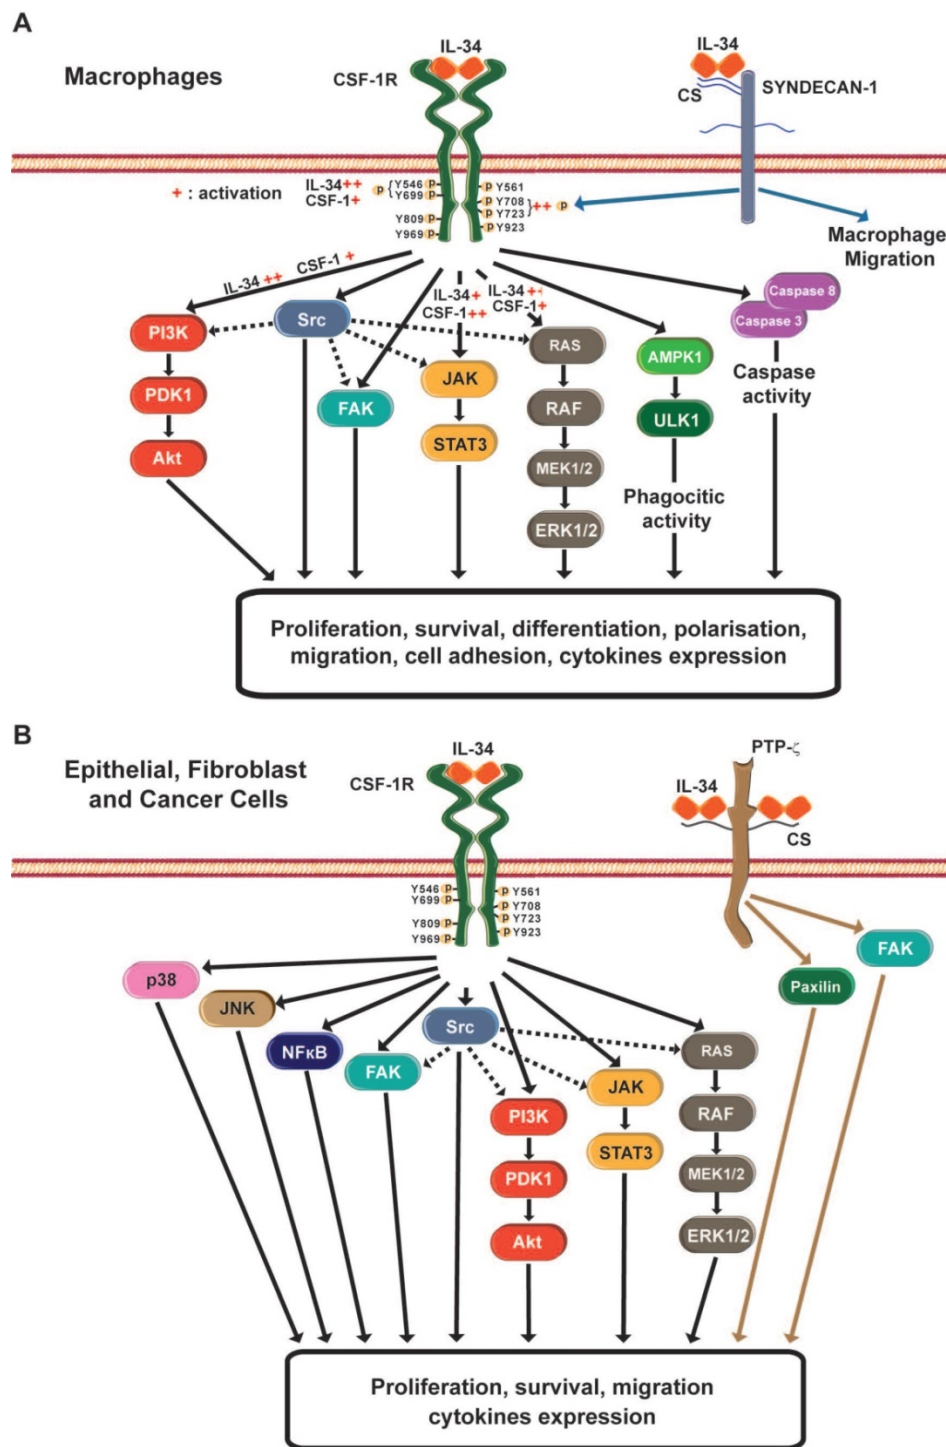 A
Macrophages
IL-34
CSF-1R
IL-34
CS
SYNDECAN-1
+ : activation
IL-34++
CSF-1+
p
Y546 p
Y699 p
Y809 p
Y969 p
p Y561
p Y708
p Y723
p Y923
++ p
Macrophage
Migration
IL-34 ++ CSF-1 +
IL-34+
CSF-1++
IL-34 ++
CSF-1+
Caspase 8
Caspase 3
PI3K
Src
RAS
AMPK1
JAK
Caspase
activity
PDK1
FAK
RAF
ULK1
Akt
STAT3
MEK1/2
Phagocitic
activity
ERK1/2
Proliferation, survival, differentiation, polarisation,
migration, cell adhesion, cytokines expression
B
Epithelial, Fibroblast
and Cancer Cells
IL-34
CSF-1R
PTP-ζ
IL-34
CS
Y546 p
Y699 p
Y809 p
Y969 p
p Y561
p Y708
p Y723
p Y923
p38
JNK
NFκB
FAK
Src
RAS
Paxilin
FAK
PI3K
JAK
RAF
PDK1
STAT3
MEK1/2
Akt
ERK1/2
Proliferation, survival, migration
cytokines expression